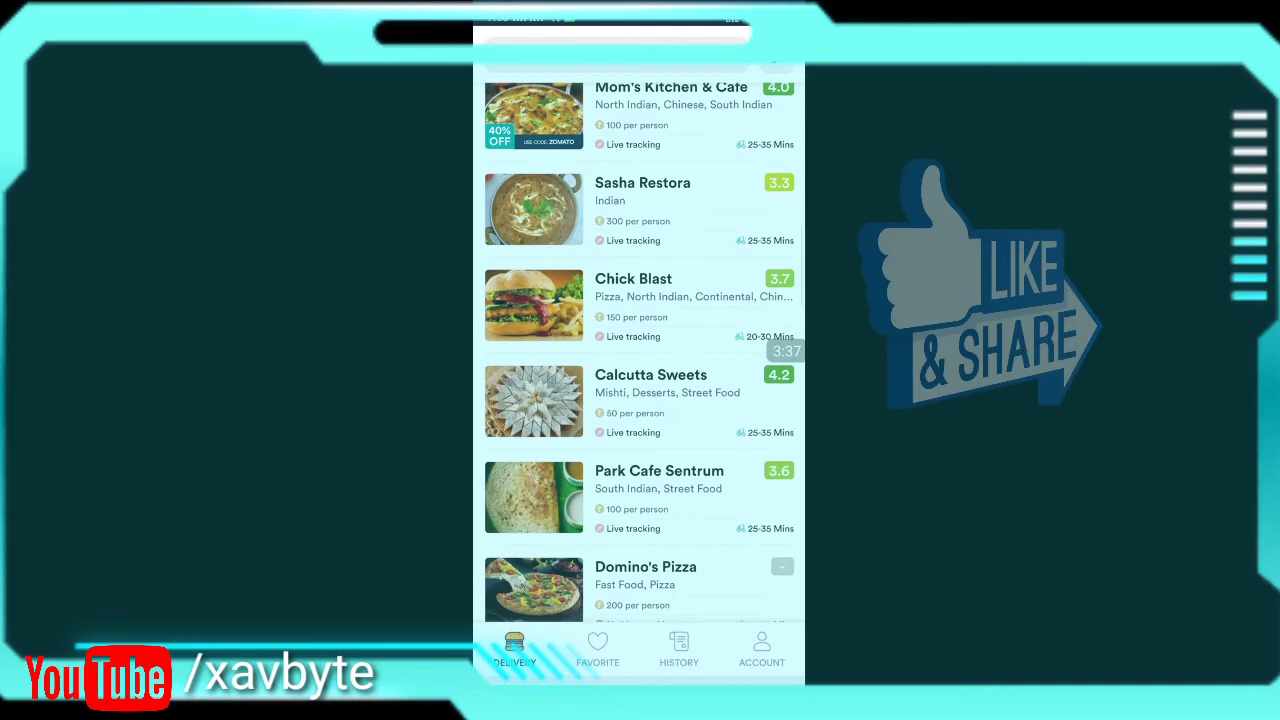 Mom's Kitchen & Cafe
4.0
North Indian, Chinese, South Indian
100 per person
40%
OFF
USE CODE: ZOMATO
Live tracking
25-35 Mins
Sasha Restora
3.3
Indian
300 per person
Live tracking
25-35 Mins
Chick Blast
3.7
Pizza, North Indian, Continental, Chin...
150 per person
Live tracking
20-30 Mins
3:37
Calcutta Sweets
4.2
Mishti, Desserts, Street Food
50 per person
Live tracking
25-35 Mins
Park Cafe Sentrum
3.6
South Indian, Street Food
100 per person
Live tracking
25-35 Mins
Domino's Pizza
-
Fast Food, Pizza
200 per person
DELIVERY
FAVORITE
HISTORY
ACCOUNT
LIKE
& SHARE
YouTube /xavbyte